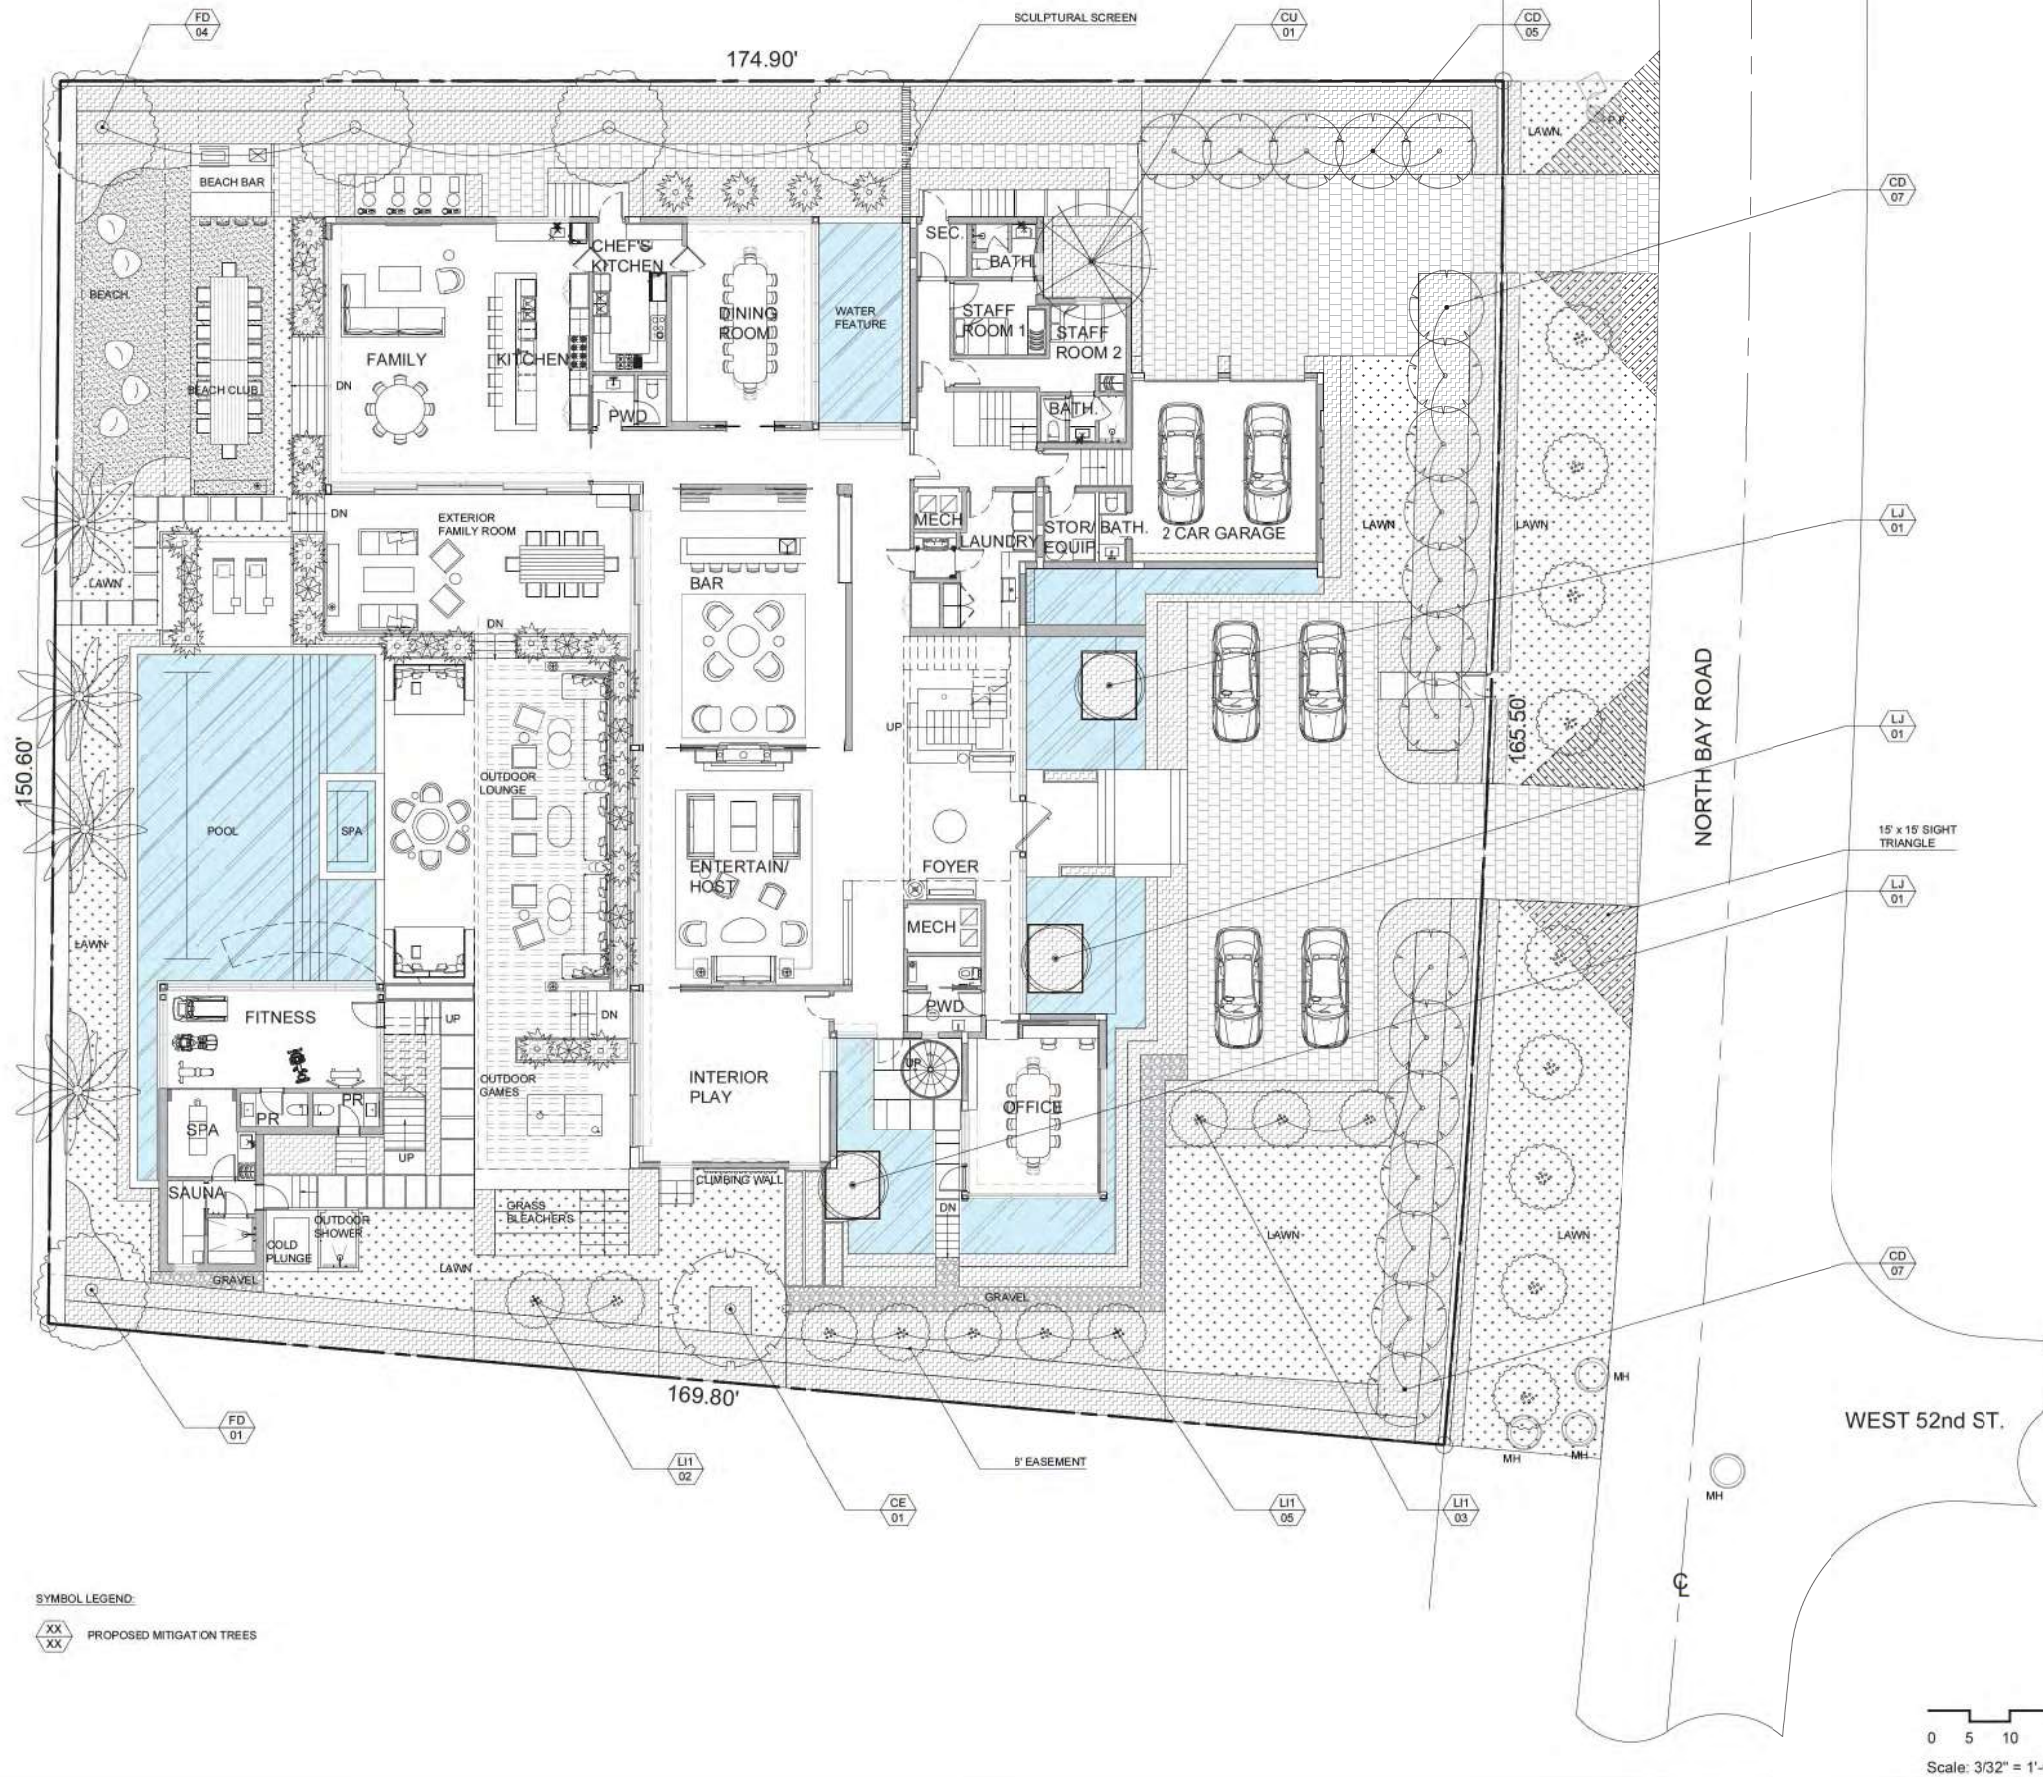 FD
04
SCULPTURAL SCREEN
CU
01
CD
05
174.90'
LAWN
P.P.
BEACH BAR
CD
07
SEC.
BATH.
CHEF'S
KITCHEN
BEACH
DINING
ROOM
WATER
FEATURE
STAFF
ROOM 1
STAFF
ROOM 2
FAMILY
KITCHEN
DN
BEACH CLUB
PWD
BATH.
DN
EXTERIOR
FAMILY ROOM
MECH
LAUNDRY
STOR/
EQUIP
BATH.
2 CAR GARAGE
LAWN
LAWN
LJ
01
LAWN
BAR
DN
NORTH BAY ROAD
165.50'
UP
LJ
01
150.60'
OUTDOOR
LOUNGE
POOL
SPA
ENTERTAIN/
HOST
FOYER
15' x 15' SIGHT
TRIANGLE
LJ
01
LAWN
MECH
PWD
FITNESS
UP
DN
UP
OUTDOOR
GAMES
INTERIOR
PLAY
OFFICE
PR
PR
SPA
UP
SAUNA
CLIMBING WALL
GRASS
BLEACHERS
DN
OUTDOOR
SHOWER
COLD
PLUNGE
LAWN
LAWN
LAWN
CD
07
GRAVEL
GRAVEL
MH
169.80'
FD
01
WEST 52nd ST.
LI1
02
6' EASEMENT
MH
MH
MH
CE
01
LI1
05
LI1
03
℄
SYMBOL LEGEND:
XX
XX
PROPOSED MITIGATION TREES
0 5 10
Scale: 3/32" = 1'-